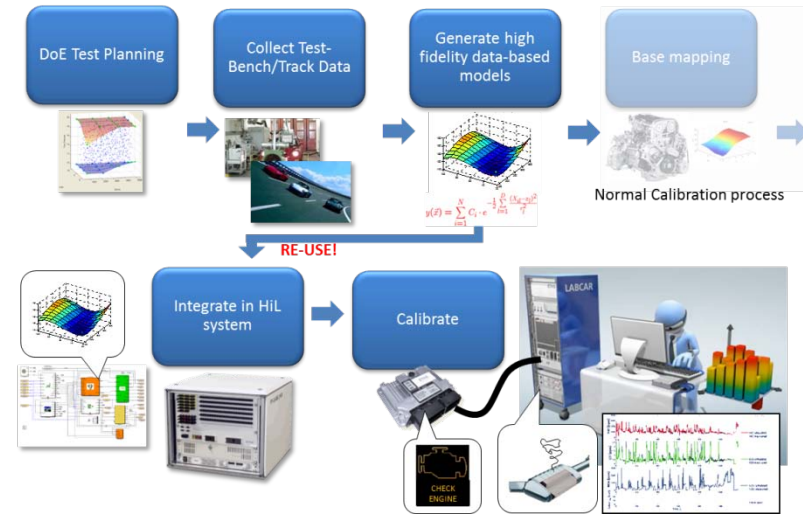 DoE Test Planning
Collect Test-
Bench/Track Data
Generate high
fidelity data-based
models
Base mapping
Normal Calibration process
RE-USE!
Integrate in HiL
system
Calibrate
LABCAR
CHECK
ENGINE